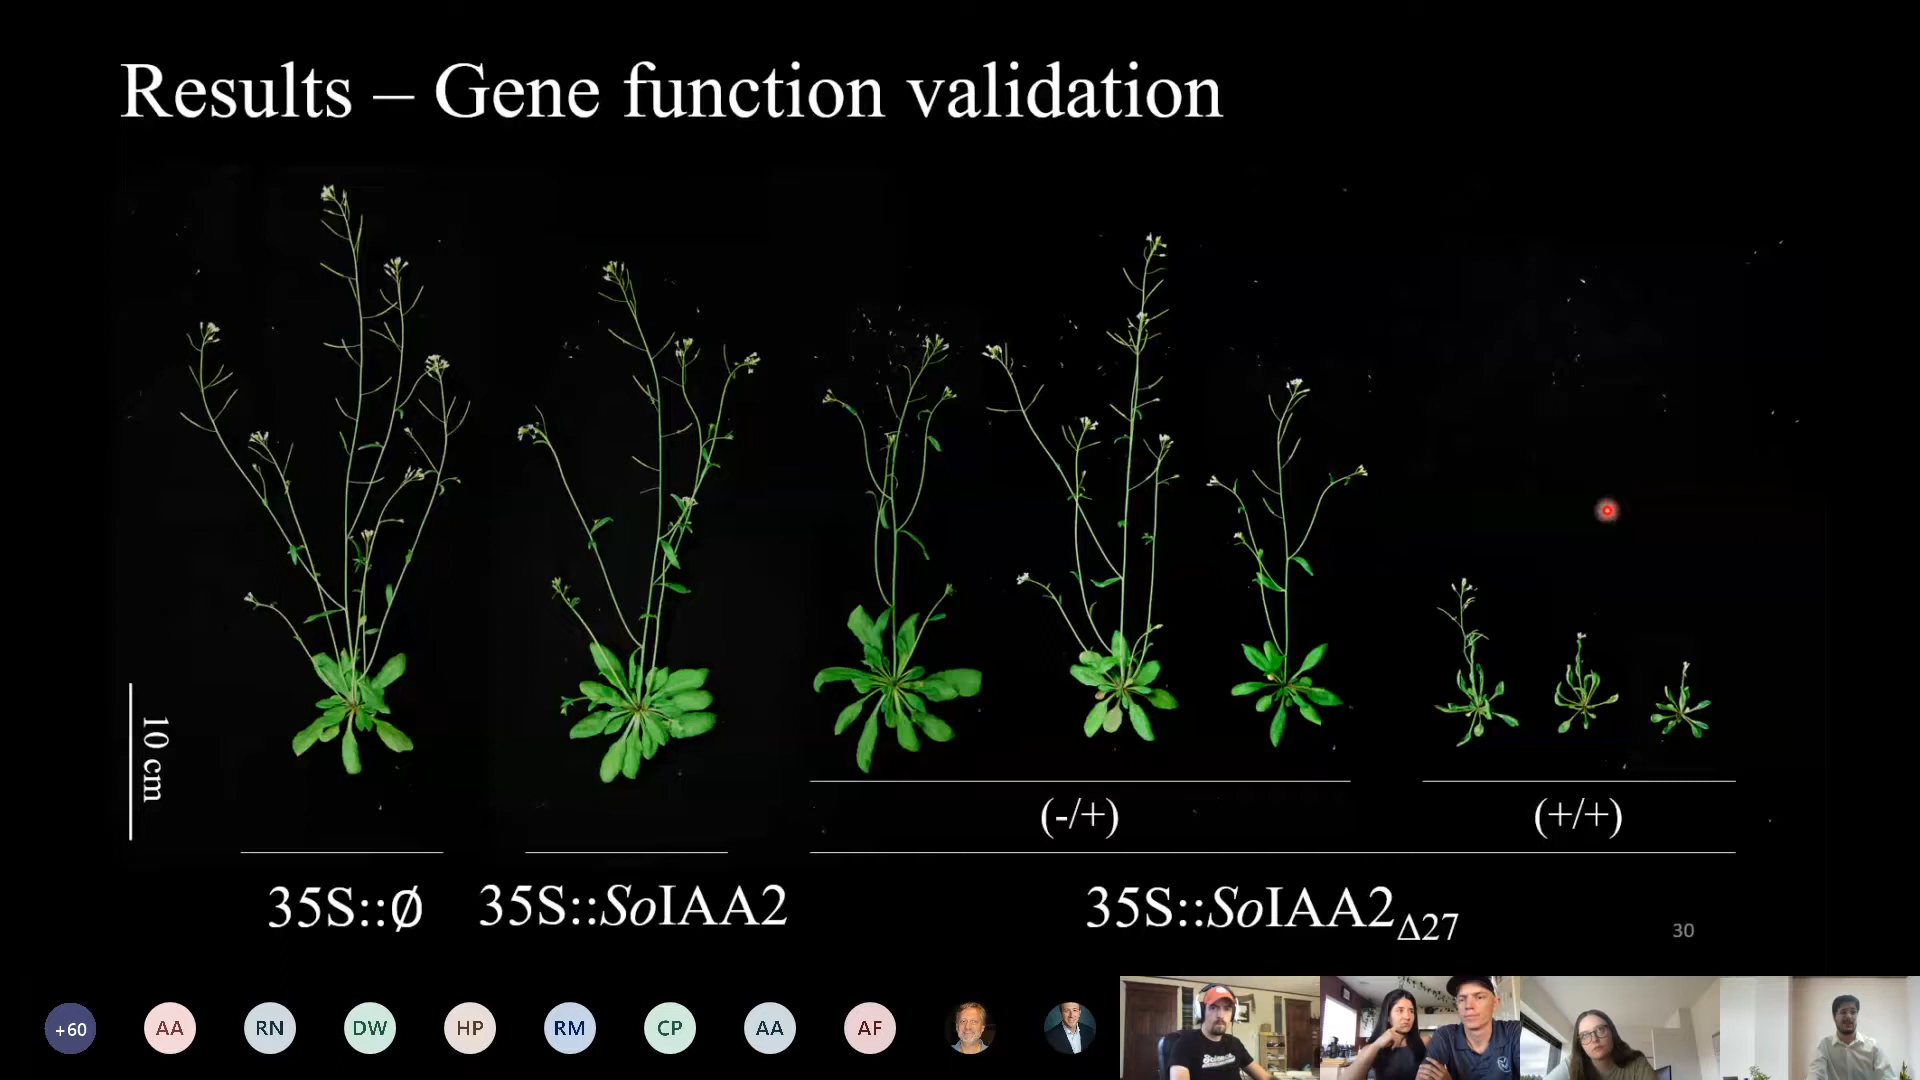 Results – Gene function validation
10 cm
(-/+)
(+/+)
35S::Ø
35S::SoIAA2
35S::SoIAA2Δ27
30
+60
AA
RN
DW
HP
RM
CP
AA
AF